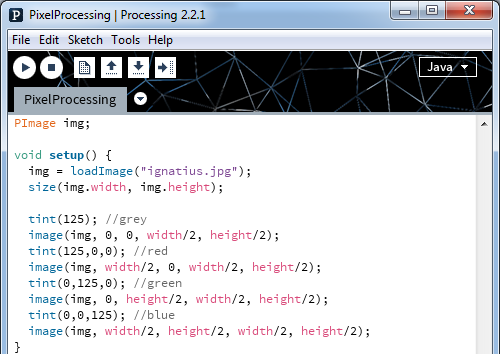 PixelProcessing | Processing 2.2.1
File Edit Sketch Tools Help
Java
PixelProcessing
PImage img;
void setup() {
  img = loadImage("ignatius.jpg");
  size(img.width, img.height);
  tint(125); //grey
  image(img, 0, 0, width/2, height/2);
  tint(125,0,0); //red
  image(img, width/2, 0, width/2, height/2);
  tint(0,125,0); //green
  image(img, 0, height/2, width/2, height/2);
  tint(0,0,125); //blue
  image(img, width/2, height/2, width/2, height/2);
}